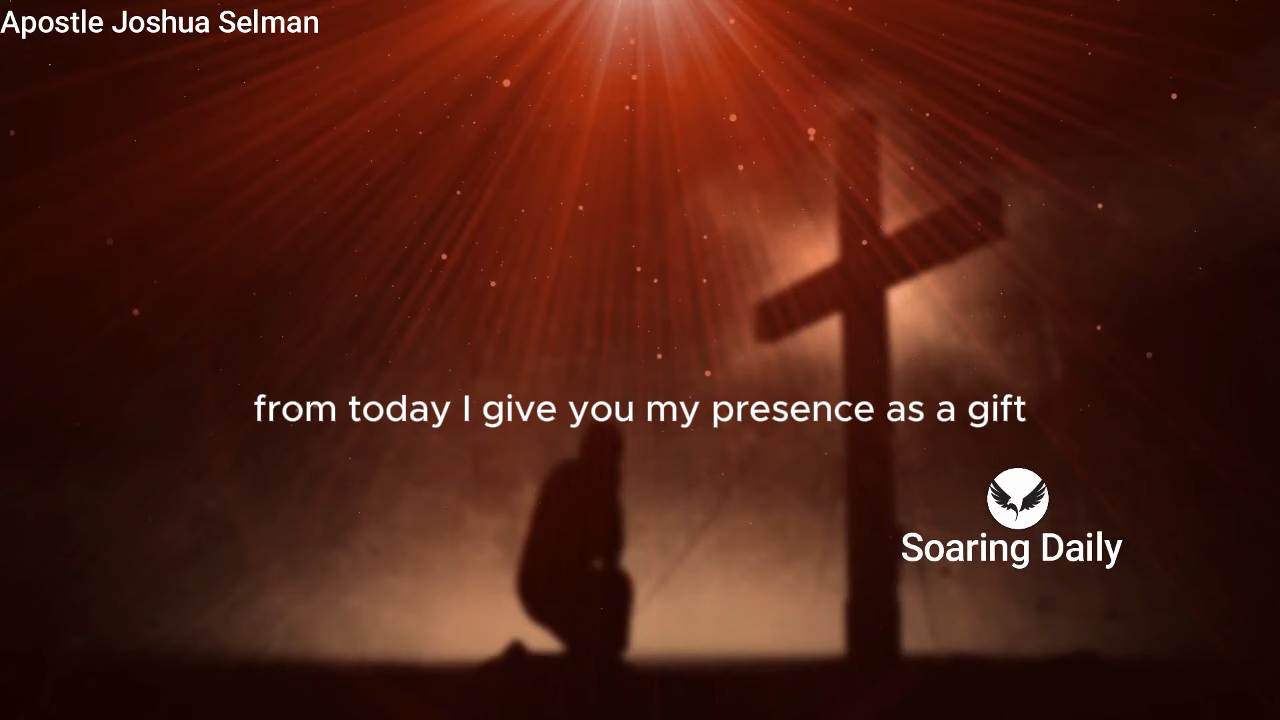 Apostle Joshua Selman
from today I give you my presence as a gift
Soaring Daily